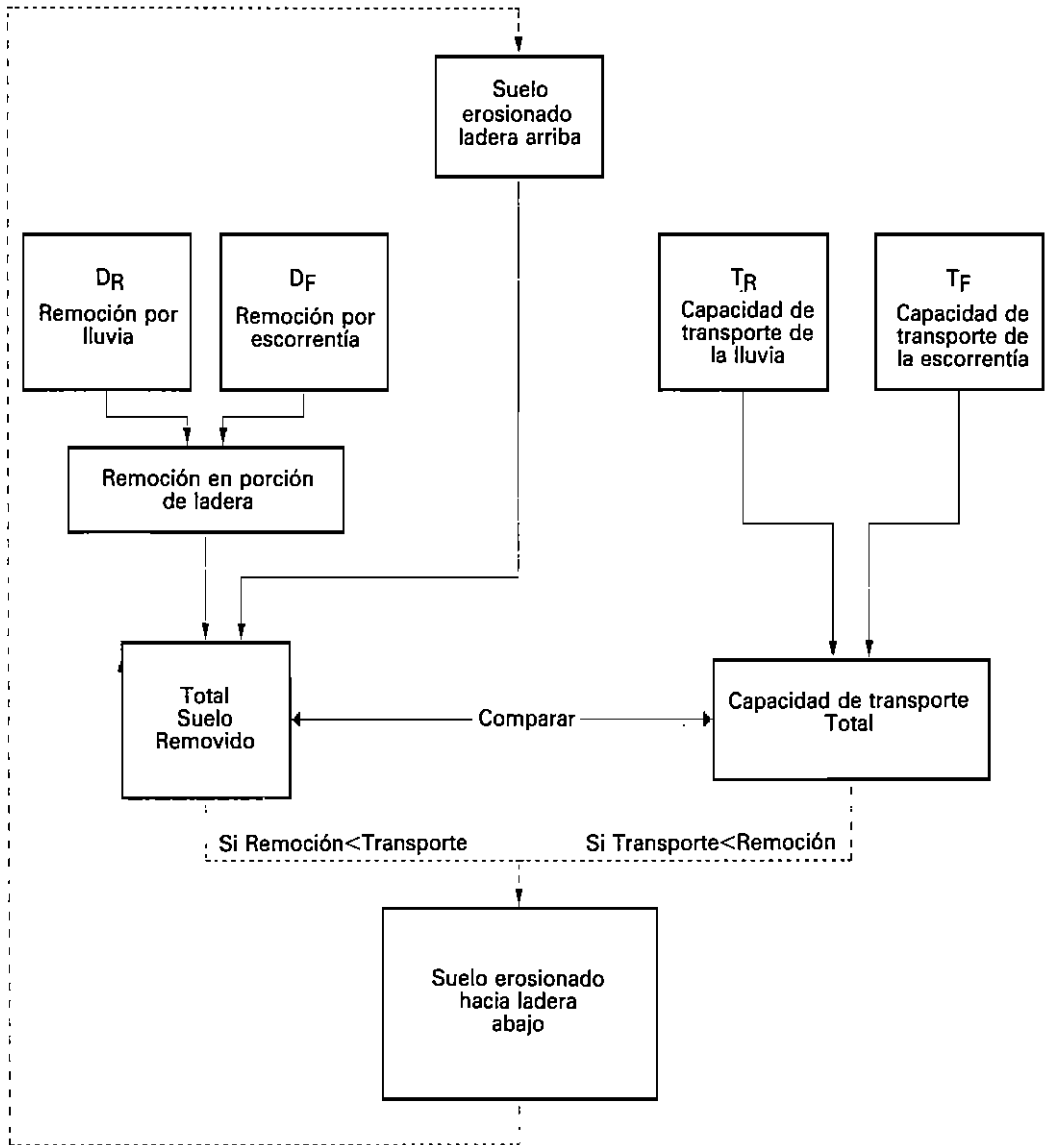 Suelo
erosionado
ladera arriba
DR
Remoción por
lluvia
DF
Remoción por
escorrentía
TR
Capacidad de
transporte de
la lluvia
TF
Capacidad de
transporte de
la escorrentía
Remoción en porción
de ladera
Total
Suelo
Removido
Comparar
Capacidad de transporte
Total
Si Remoción<Transporte
Si Transporte<Remoción
Suelo erosionado
hacia ladera
abajo